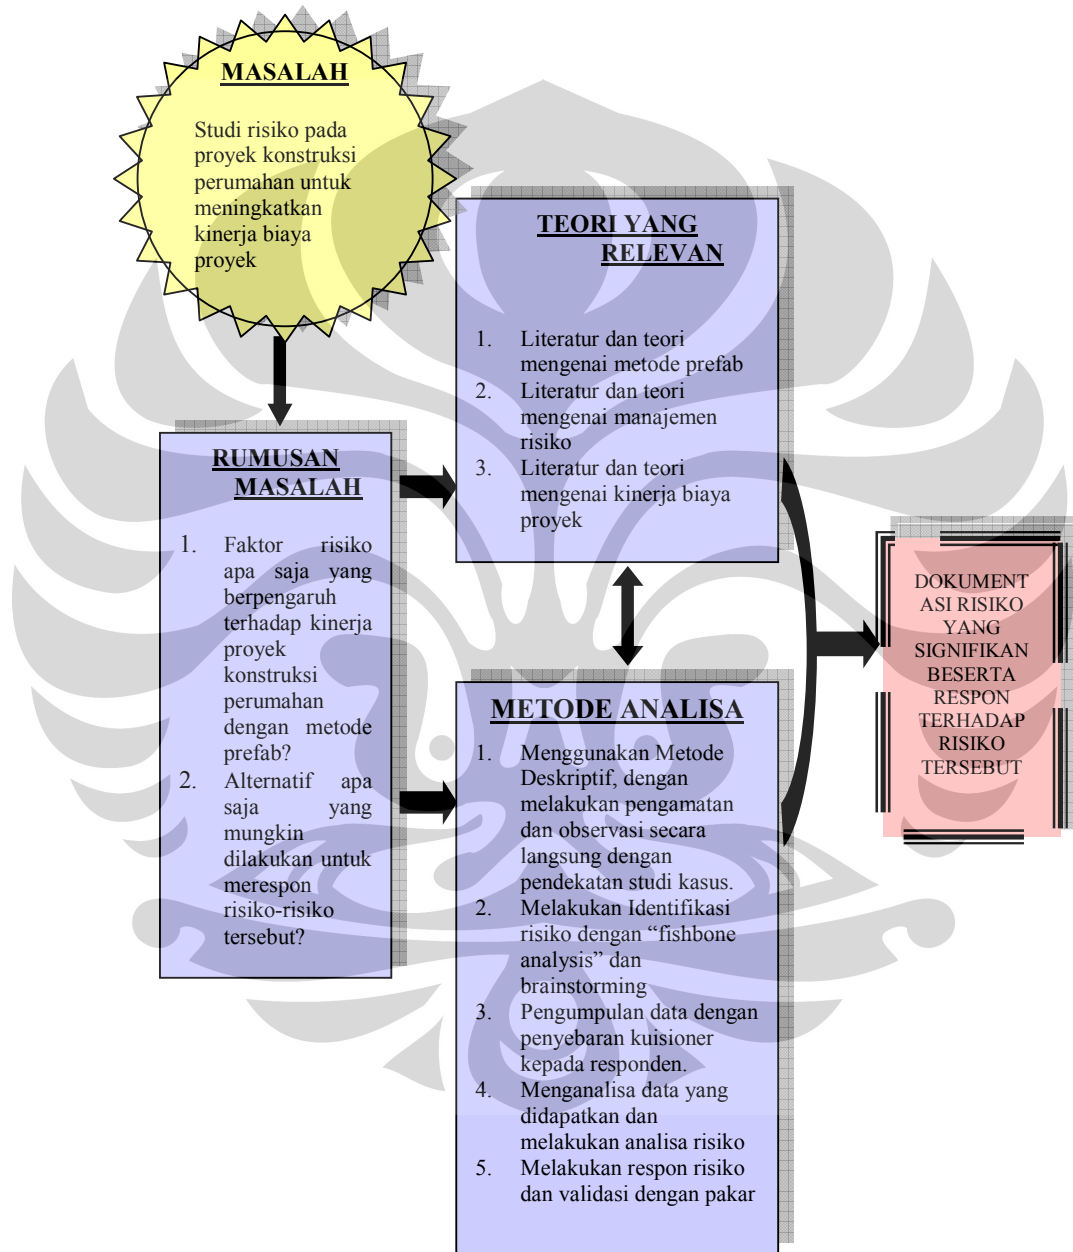 MASALAH
Studi risiko pada
proyek konstruksi
perumahan untuk
meningkatkan
kinerja biaya
proyek
RUMUSAN
MASALAH
1. Faktor risiko
apa saja yang
berpengaruh
terhadap kinerja
proyek
konstruksi
perumahan
dengan metode
prefab?
2. Alternatif apa
saja yang
mungkin
dilakukan untuk
merespon
risiko-risiko
tersebut?
TEORI YANG
RELEVAN
1. Literatur dan teori
mengenai metode prefab
2. Literatur dan teori
mengenai manajemen
risiko
3. Literatur dan teori
mengenai kinerja biaya
proyek
METODE ANALISA
1. Menggunakan Metode
Deskriptif, dengan
melakukan pengamatan
dan observasi secara
langsung dengan
pendekatan studi kasus.
2. Melakukan Identifikasi
risiko dengan “fishbone
analysis” dan
brainstorming
3. Pengumpulan data dengan
penyebaran kuisioner
kepada responden.
4. Menganalisa data yang
didapatkan dan
melakukan analisa risiko
5. Melakukan respon risiko
dan validasi dengan pakar
DOKUMENT
ASI RISIKO
YANG
SIGNIFIKAN
BESERTA
RESPON
TERHADAP
RISIKO
TERSEBUT